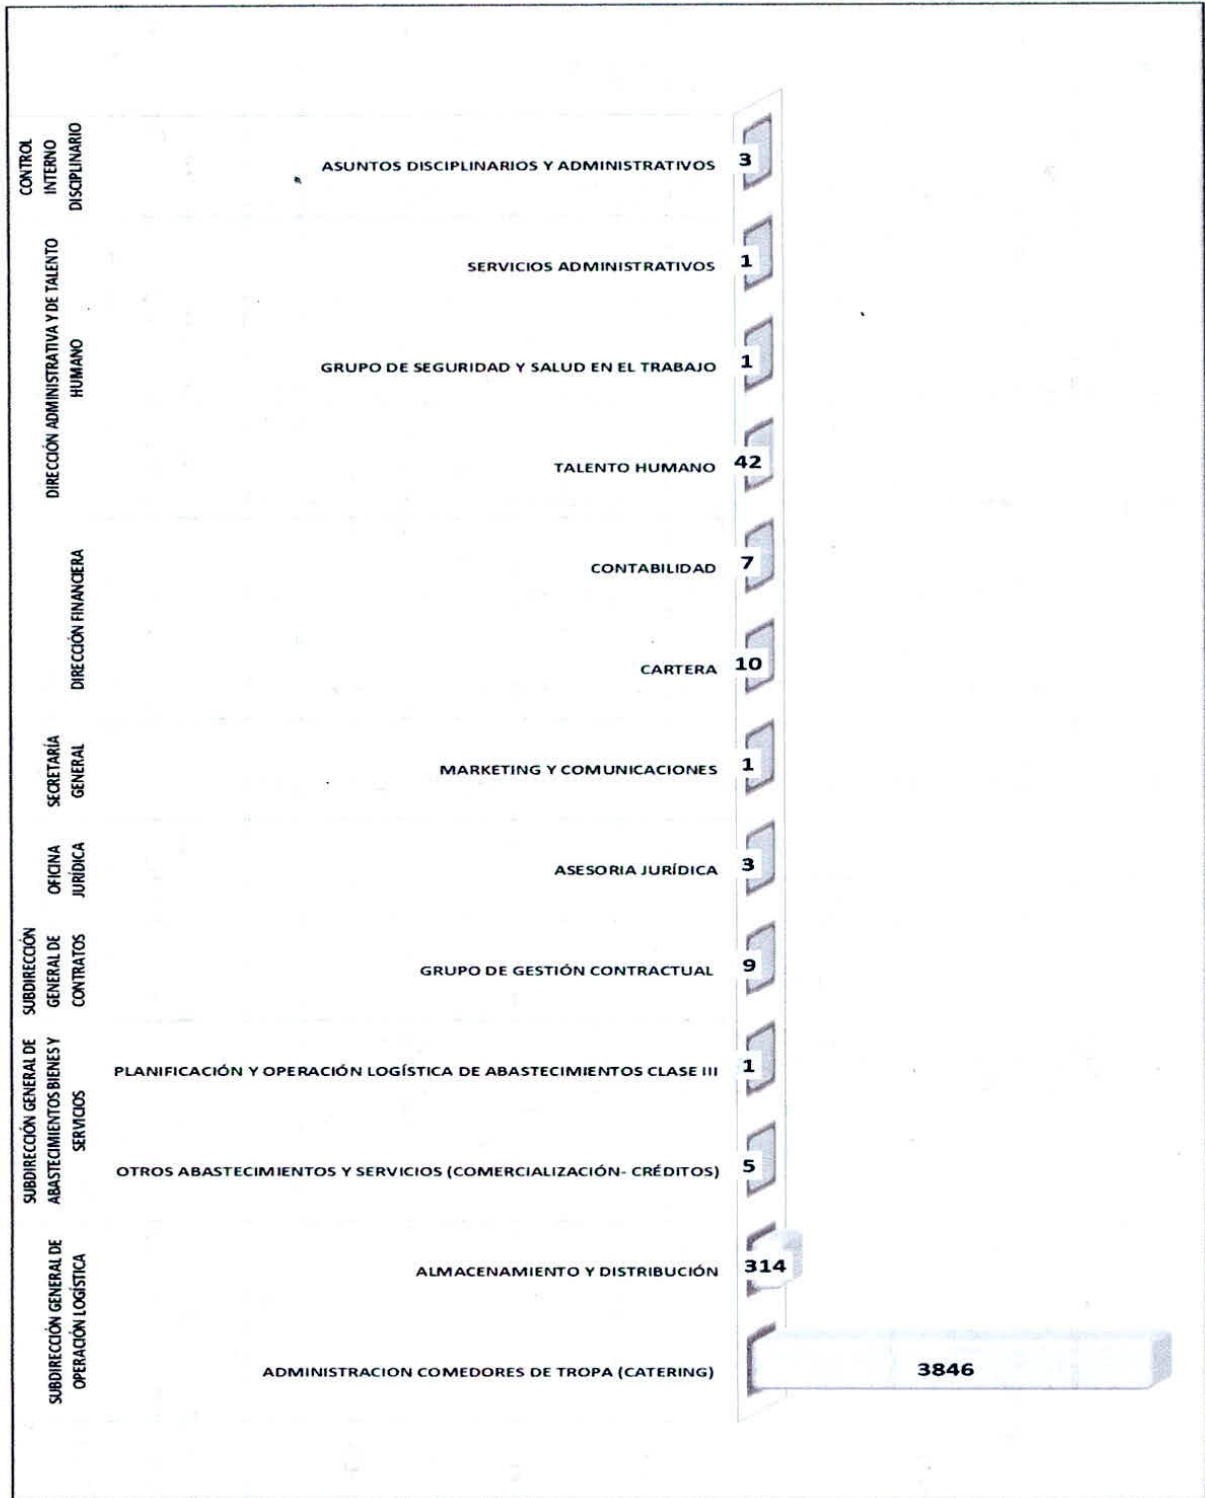 CONTROL
INTERNO
DISCIPLINARIO
ASUNTOS DISCIPLINARIOS Y ADMINISTRATIVOS
3
DIRECCIÓN ADMINISTRATIVA Y DE TALENTO
HUMANO
SERVICIOS ADMINISTRATIVOS
1
GRUPO DE SEGURIDAD Y SALUD EN EL TRABAJO
1
TALENTO HUMANO
42
DIRECCIÓN FINANCIERA
CONTABILIDAD
7
CARTERA
10
SECRETARÍA
GENERAL
MARKETING Y COMUNICACIONES
1
OFICINA
JURÍDICA
ASESORIA JURÍDICA
3
SUBDIRECCIÓN
GENERAL DE
CONTRATOS
GRUPO DE GESTIÓN CONTRACTUAL
9
SUBDIRECCIÓN GENERAL DE
ABASTECIMIENTOS BIENES Y
SERVICIOS
PLANIFICACIÓN Y OPERACIÓN LOGÍSTICA DE ABASTECIMIENTOS CLASE III
1
OTROS ABASTECIMIENTOS Y SERVICIOS (COMERCIALIZACIÓN- CRÉDITOS)
5
SUBDIRECCIÓN GENERAL DE
OPERACIÓN LOGÍSTICA
ALMACENAMIENTO Y DISTRIBUCIÓN
314
ADMINISTRACION COMEDORES DE TROPA (CATERING)
3846